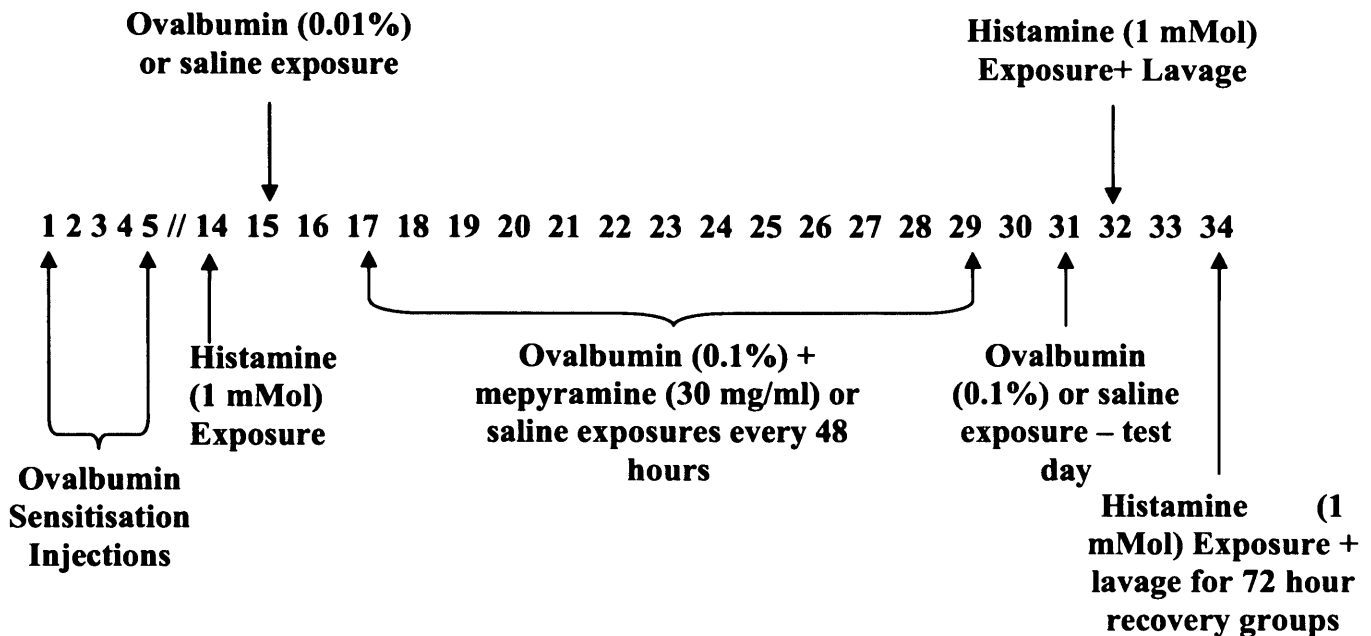 Ovalbumin (0.01%)
or saline exposure
Histamine (1 mMol)
Exposure+ Lavage
1 2 3 4 5 // 14 15 16 17 18 19 20 21 22 23 24 25 26 27 28 29 30 31 32 33 34
Ovalbumin
Sensitisation
Injections
Histamine
(1 mMol)
Exposure
Ovalbumin (0.1%) +
mepyramine (30 mg/ml) or
saline exposures every 48
hours
Ovalbumin
(0.1%) or saline
exposure – test
day
Histamine (1
mMol) Exposure +
lavage for 72 hour
recovery groups